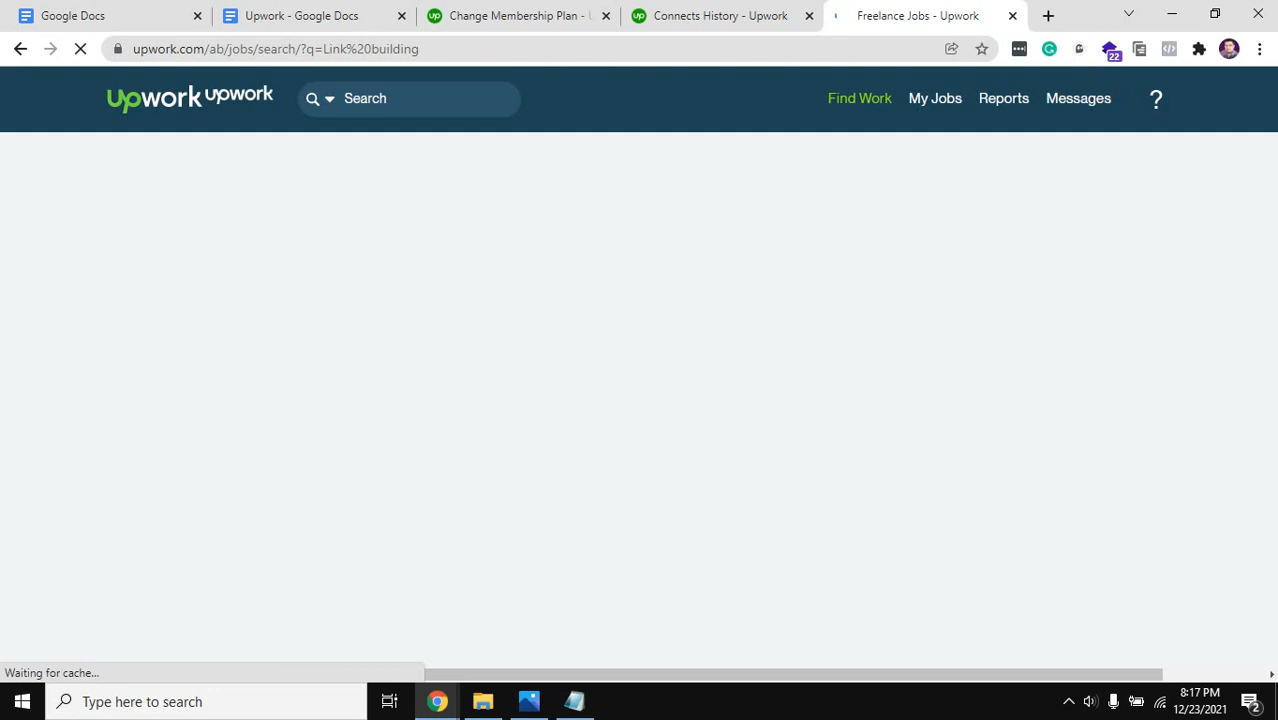 Google Docs
Upwork - Google Docs
Change Membership Plan - U
Connects History - Upwork
Freelance Jobs - Upwork
upwork.com/ab/jobs/search/?q=Link%20building
22
upwork upwork
Search
Find Work
My Jobs
Reports
Messages
?
Waiting for cache...
Type here to search
8:17 PM
12/23/2021
2